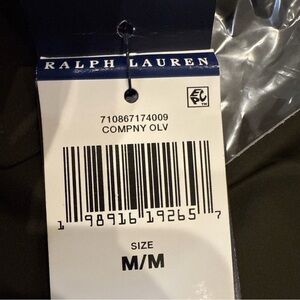 RALPH LAUREN
710867174009
COMPNY OLV
1 98916 19265 7
SIZE
M/M